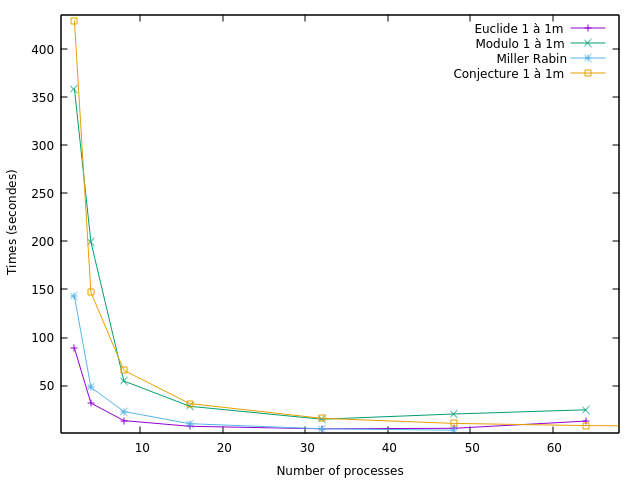 Euclide 1 à 1m
Modulo 1 à 1m
Miller Rabin
Conjecture 1 à 1m
400
350
300
250
200
150
100
50
Times (secondes)
10 20 30 40 50 60
Number of processes